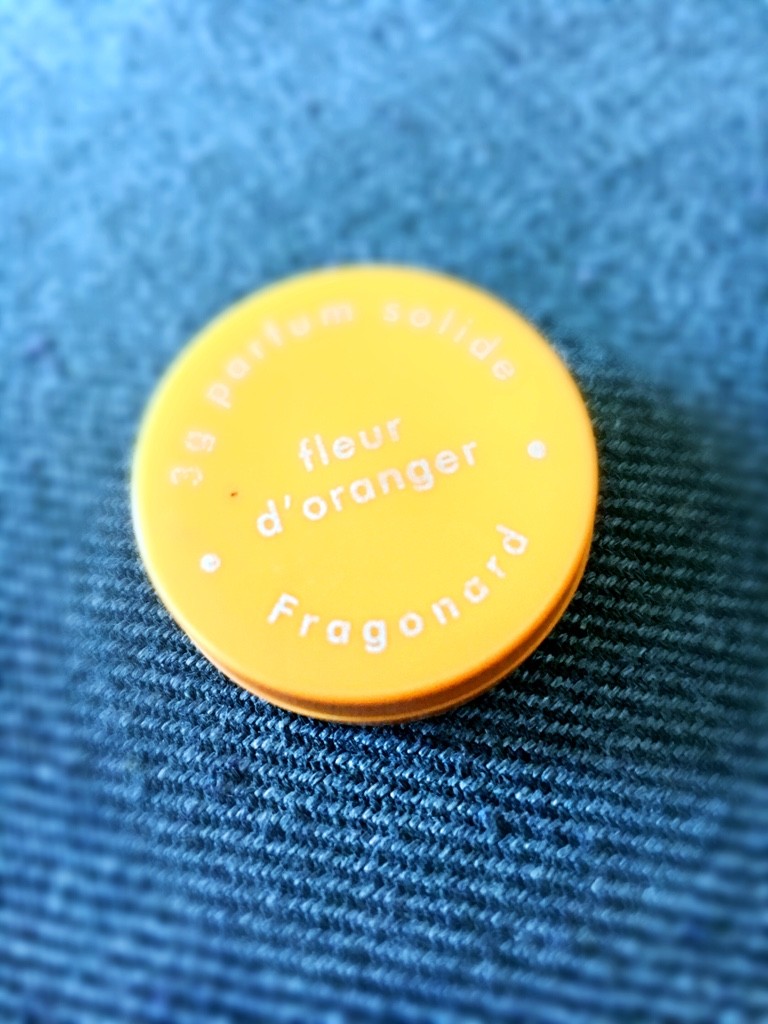 3g parfum solide
fleur
d'oranger
Fragonard